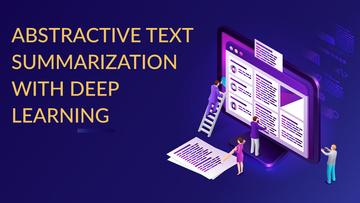 ABSTRACTIVE TEXT
SUMMARIZATION
WITH DEEP
LEARNING